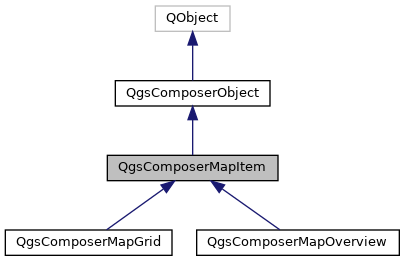 QObject
QgsComposerObject
QgsComposerMapItem
QgsComposerMapGrid
QgsComposerMapOverview